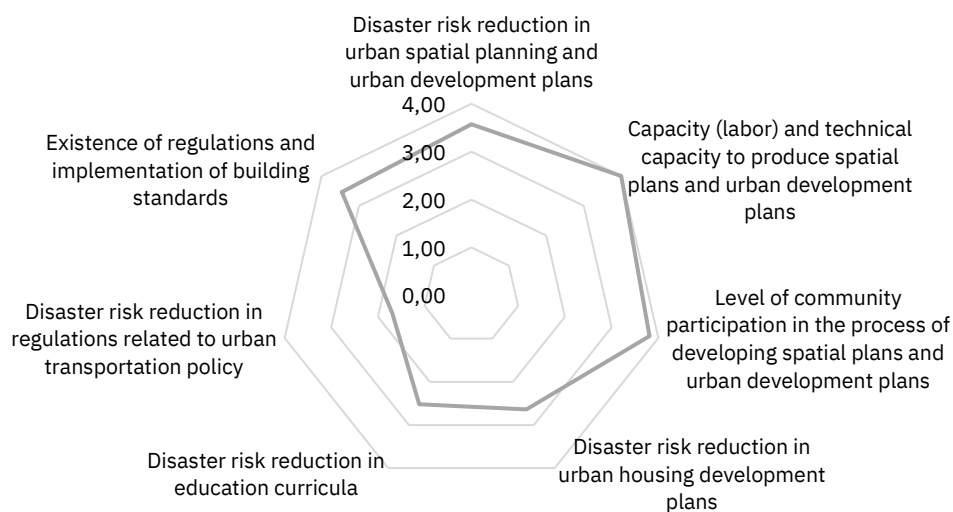 Disaster risk reduction in
urban spatial planning and
urban development plans
4,00
3,00
2,00
1,00
0,00
Capacity (labor) and technical
capacity to produce spatial
plans and urban development
plans
Level of community
participation in the process of
developing spatial plans and
urban development plans
Disaster risk reduction in
urban housing development
plans
Disaster risk reduction in
education curricula
Disaster risk reduction in
regulations related to urban
transportation policy
Existence of regulations and
implementation of building
standards